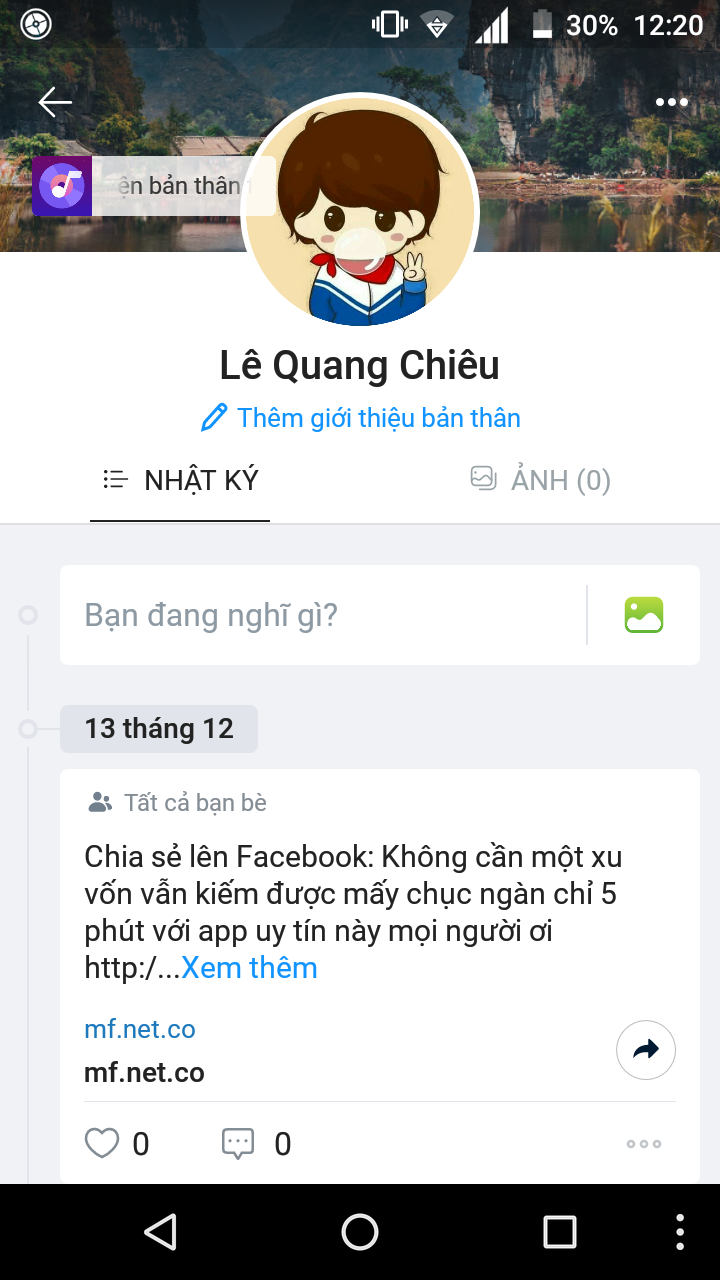 30% 12:20
ện bản thân
Lê Quang Chiêu
Thêm giới thiệu bản thân
NHẬT KÝ
ẢNH (0)
Bạn đang nghĩ gì?
13 tháng 12
Tất cả bạn bè
Chia sẻ lên Facebook: Không cần một xu
vốn vẫn kiếm được mấy chục ngàn chỉ 5
phút với app uy tín này mọi người ơi
http:/...Xem thêm
mf.net.co
mf.net.co
0
0